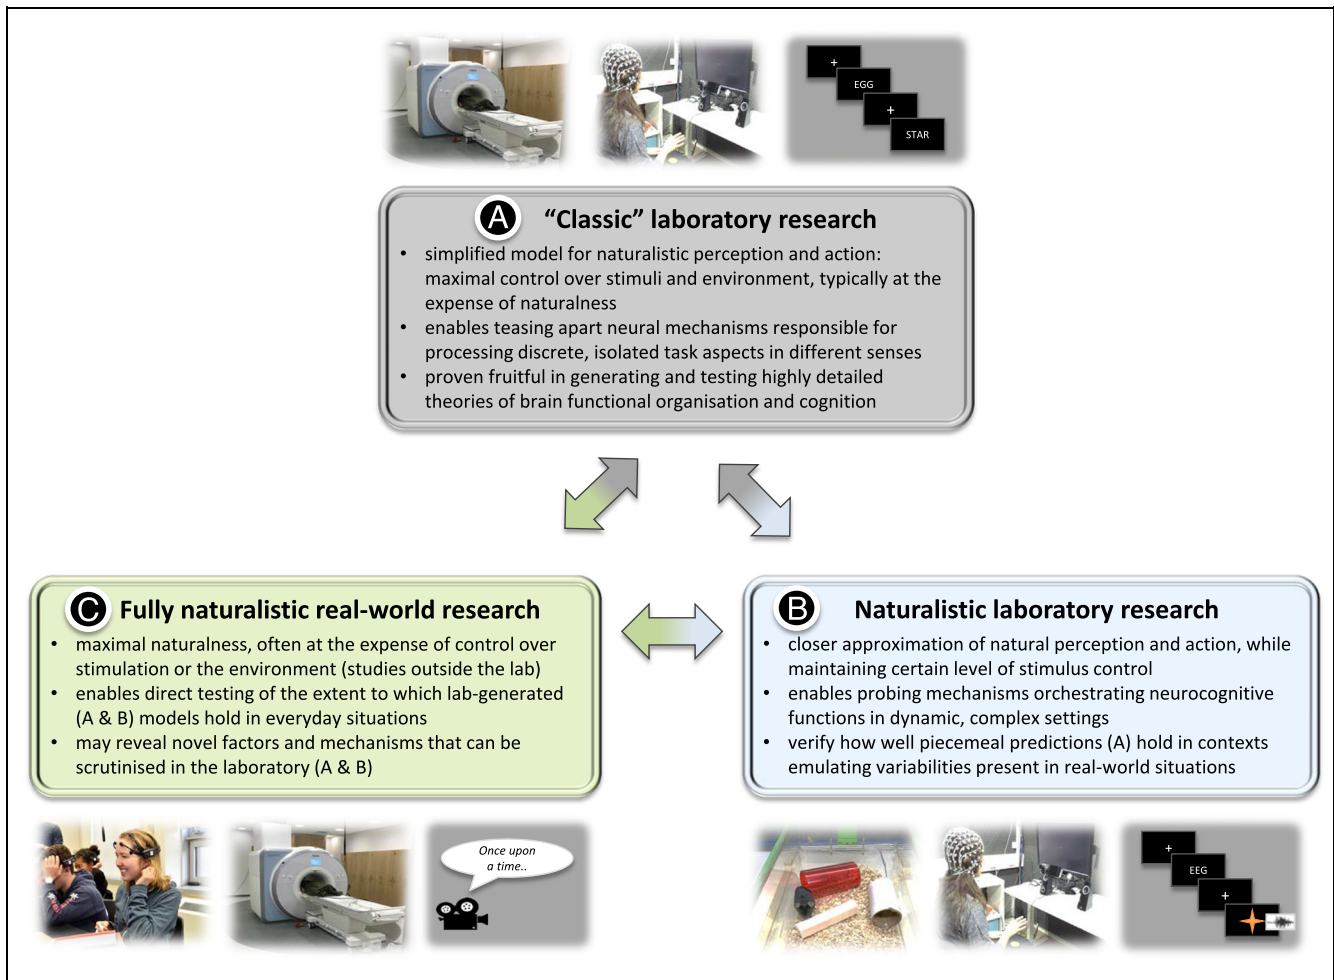 +
EGG
+
STAR
A “Classic” laboratory research
• simplified model for naturalistic perception and action:
maximal control over stimuli and environment, typically at the
expense of naturalness
• enables teasing apart neural mechanisms responsible for
processing discrete, isolated task aspects in different senses
• proven fruitful in generating and testing highly detailed
theories of brain functional organisation and cognition
C Fully naturalistic real-world research
• maximal naturalness, often at the expense of control over
stimulation or the environment (studies outside the lab)
• enables direct testing of the extent to which lab-generated
(A & B) models hold in everyday situations
• may reveal novel factors and mechanisms that can be
scrutinised in the laboratory (A & B)
B Naturalistic laboratory research
• closer approximation of natural perception and action, while
maintaining certain level of stimulus control
• enables probing mechanisms orchestrating neurocognitive
functions in dynamic, complex settings
• verify how well piecemeal predictions (A) hold in contexts
emulating variabilities present in real-world situations
Once upon
a time..
+
EEG
+